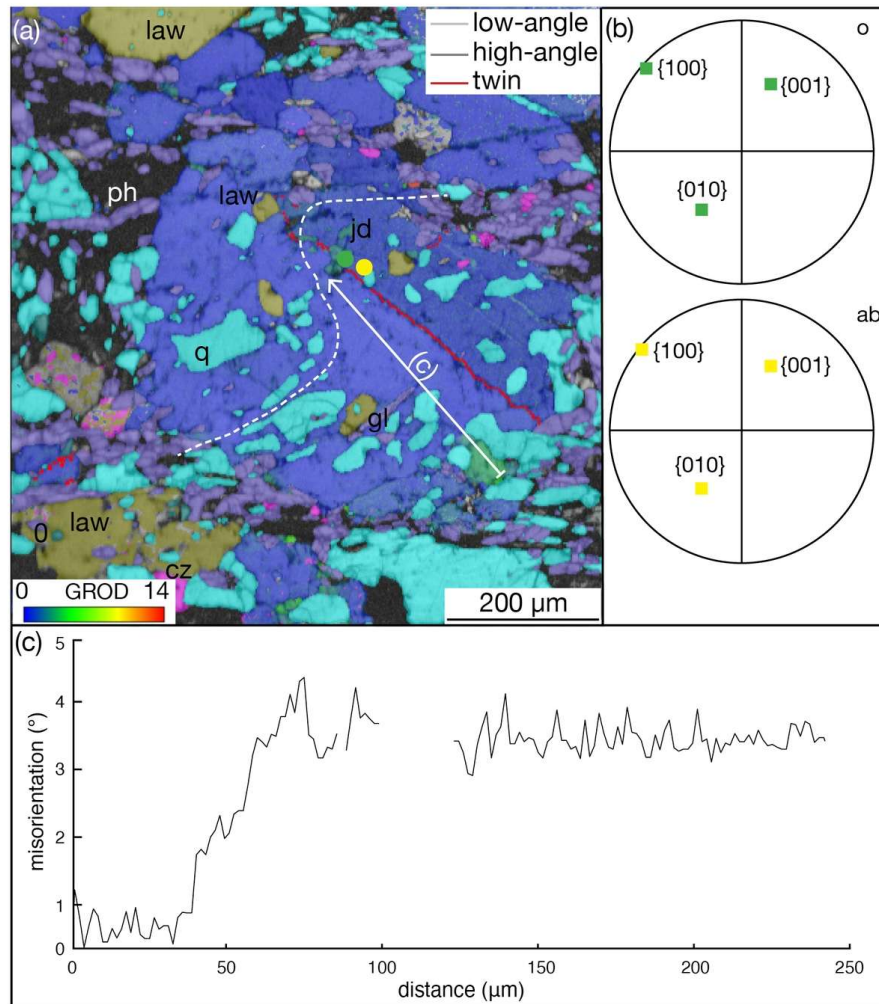 (a)
law
low-angle
high-angle
twin
ph
law
jd
q
c
gl
0
law
cz
0 GROD 14
200 µm
(b)
o
{100}
{001}
{010}
ab
{100}
{001}
{010}
(c)
5
4
3
2
1
0
misorientation (°)
0 50 100 150 200 250
distance (µm)